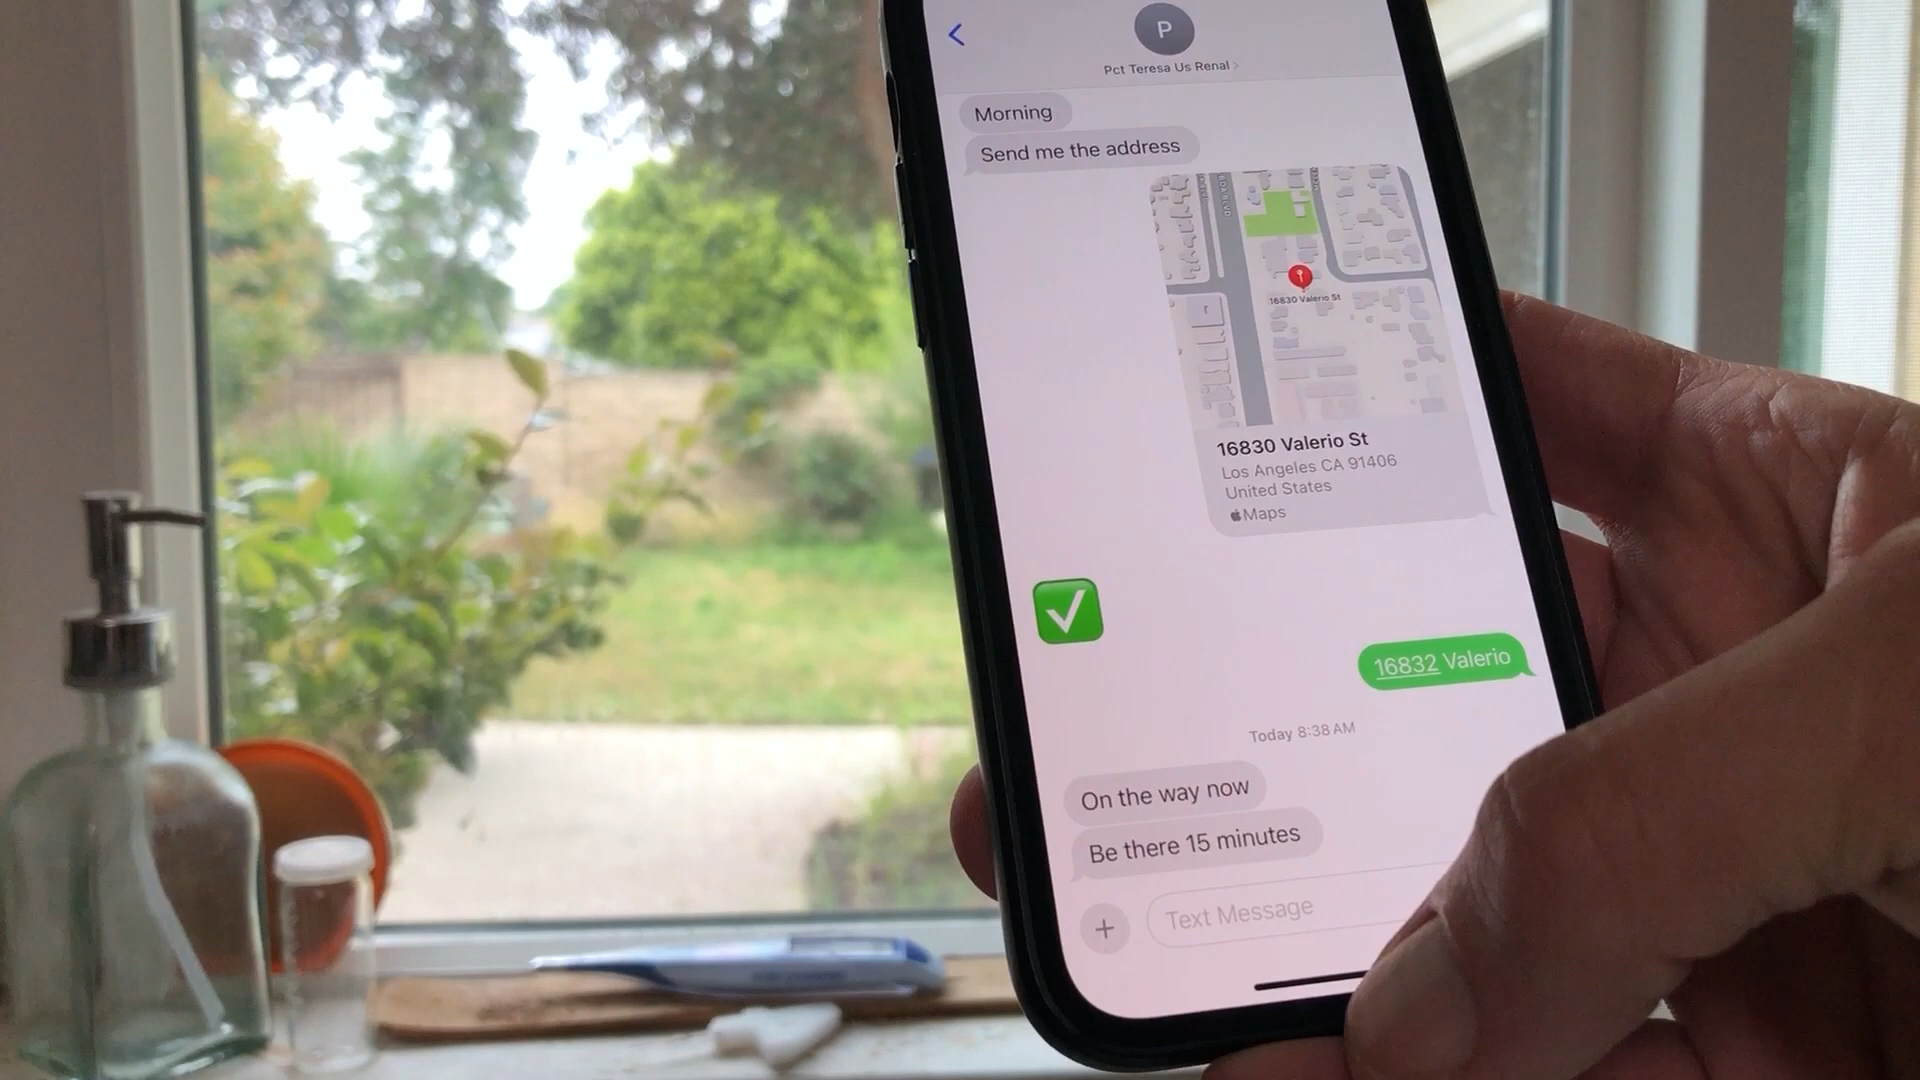 P
Pct Teresa Us Renal
Morning
Send me the address
16830 Valerio St
16830 Valerio St
Los Angeles CA 91406
United States
Maps
16832 Valerio
Today 8:38 AM
On the way now
Be there 15 minutes
+ Text Message